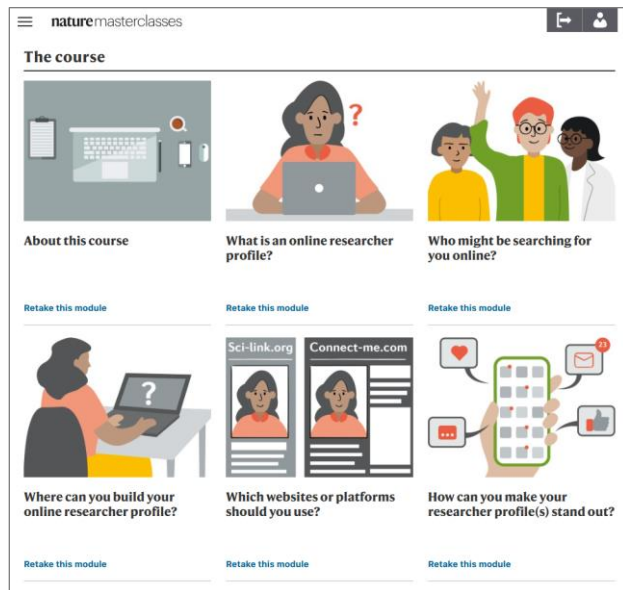 naturemasterclasses
The course
?
About this course
What is an online researcher
profile?
Who might be searching for
you online?
Retake this module
Retake this module
Retake this module
?
Sci-link.org
Connect-me.com
23
Where can you build your
online researcher profile?
Which websites or platforms
should you use?
How can you make your
researcher profile(s) stand out?
Retake this module
Retake this module
Retake this module